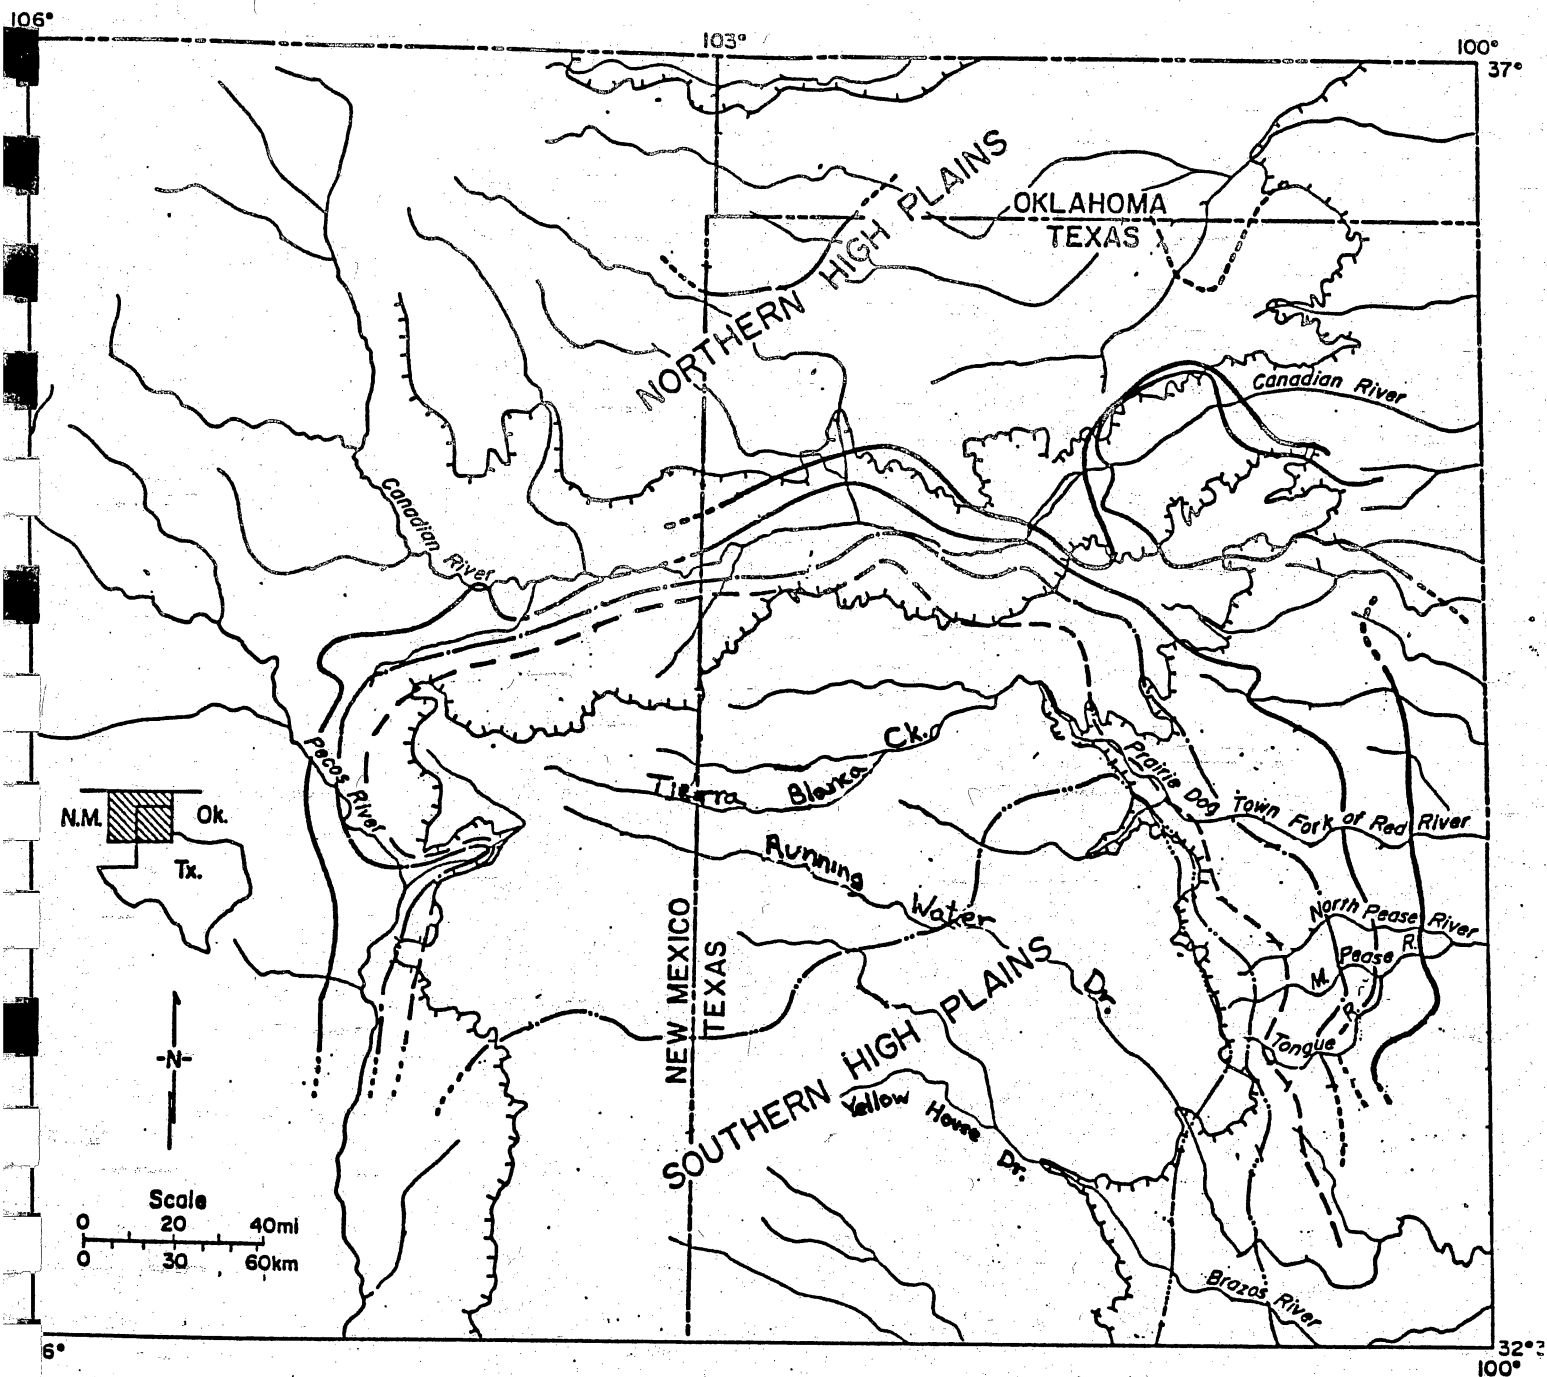 106°
103°
100°
37°
NORTHERN HIGH PLAINS
OKLAHOMA
TEXAS
Canadian River
Canadian River
Pecos River
Tierra Blanca Ck.
Prairie Dog Town Fork of Red River
N.M.
Ok.
Tx.
Running Water Dr.
North Pease River
M. Pease R.
Tongue R.
NEW MEXICO
TEXAS
SOUTHERN HIGH PLAINS
-N-
Yellow House Dr.
Scale
0 20 40mi
0 30 60km
Brazos River
6°
32°
100°